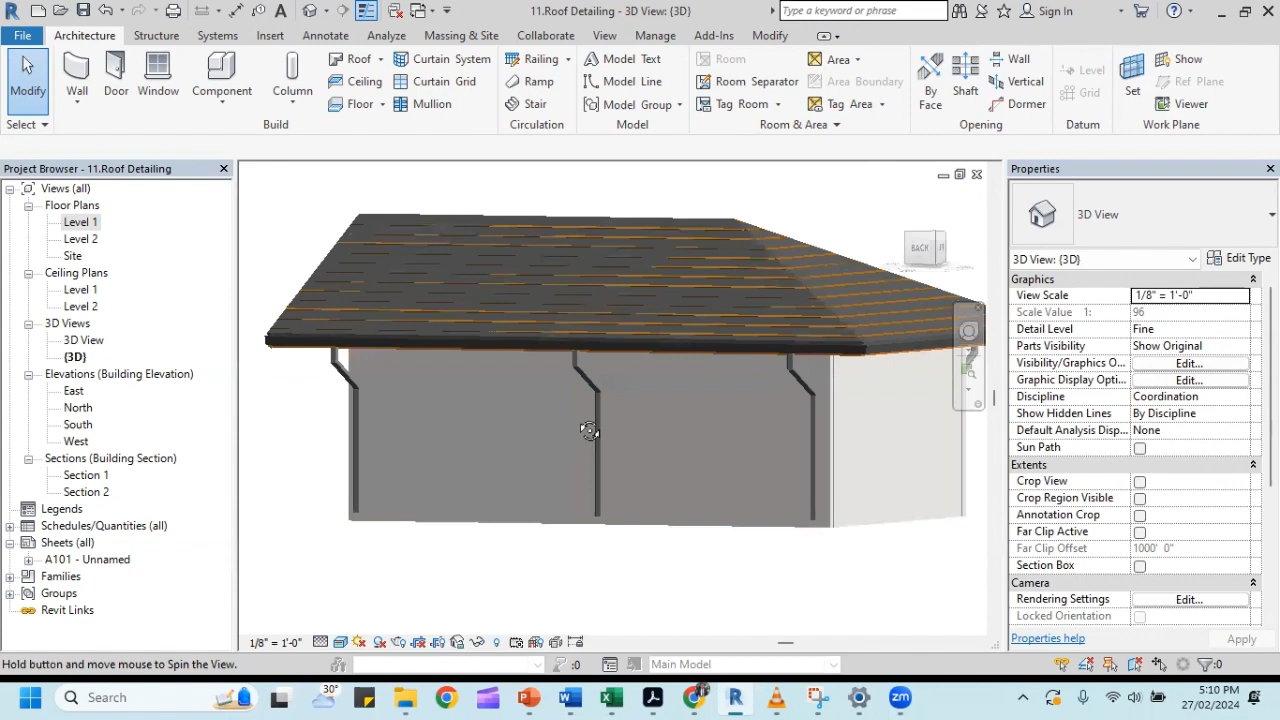 11.Roof Detailing - 3D View: {3D}
Type a keyword or phrase
Sign In
File Architecture Structure Systems Insert Annotate Analyze Massing & Site Collaborate View Manage Add-Ins Modify
Modify
Wall
Door
Window
Component
Column
Roof
Ceiling
Floor
Curtain System
Curtain Grid
Mullion
Railing
Ramp
Stair
Model Text
Model Line
Model Group
Room
Room Separator
Tag Room
Area
Area Boundary
Tag Area
By Face
Shaft
Wall
Vertical
Dormer
Level
Grid
Set
Show
Ref Plane
Viewer
Select
Build
Circulation
Model
Room & Area
Opening
Datum
Work Plane
Project Browser - 11.Roof Detailing
Views (all)
Floor Plans
Level 1
Level 2
Ceiling Plans
Level 1
Level 2
3D Views
3D View
{3D}
Elevations (Building Elevation)
East
North
South
West
Sections (Building Section)
Section 1
Section 2
Legends
Schedules/Quantities (all)
Sheets (all)
A101 - Unnamed
Families
Groups
Revit Links
BACK
Properties
3D View
3D View: {3D}
Edit Type
Graphics
View Scale 1/8" = 1'-0"
Scale Value 1: 96
Detail Level Fine
Parts Visibility Show Original
Visibility/Graphics O... Edit...
Graphic Display Opti... Edit...
Discipline Coordination
Show Hidden Lines By Discipline
Default Analysis Disp... None
Sun Path
Extents
Crop View
Crop Region Visible
Annotation Crop
Far Clip Active
Far Clip Offset 1000' 0"
Section Box
Camera
Rendering Settings Edit...
Locked Orientation
Properties help
Apply
1/8" = 1'-0"
Hold button and move mouse to Spin the View.
:0
Main Model
:0
Search
30°
zm
5:10 PM
27/02/2024